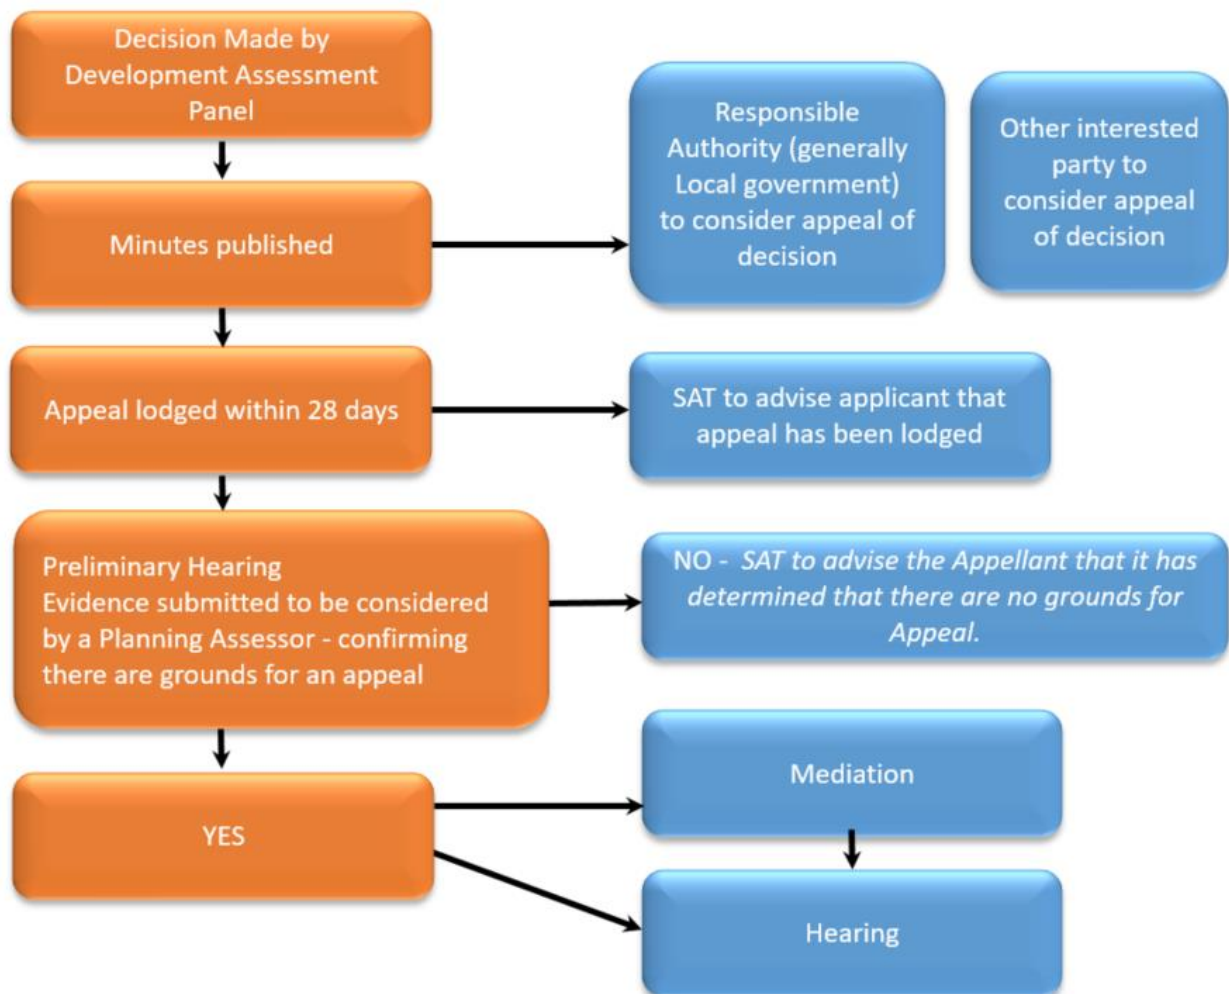 Decision Made by
Development Assessment
Panel
Responsible
Authority (generally
Local government)
to consider appeal of
decision
Other interested
party to
consider appeal
of decision
Minutes published
Appeal lodged within 28 days
SAT to advise applicant that
appeal has been lodged
Preliminary Hearing
Evidence submitted to be considered
by a Planning Assessor - confirming
there are grounds for an appeal
NO - SAT to advise the Appellant that it has
determined that there are no grounds for
Appeal.
YES
Mediation
Hearing